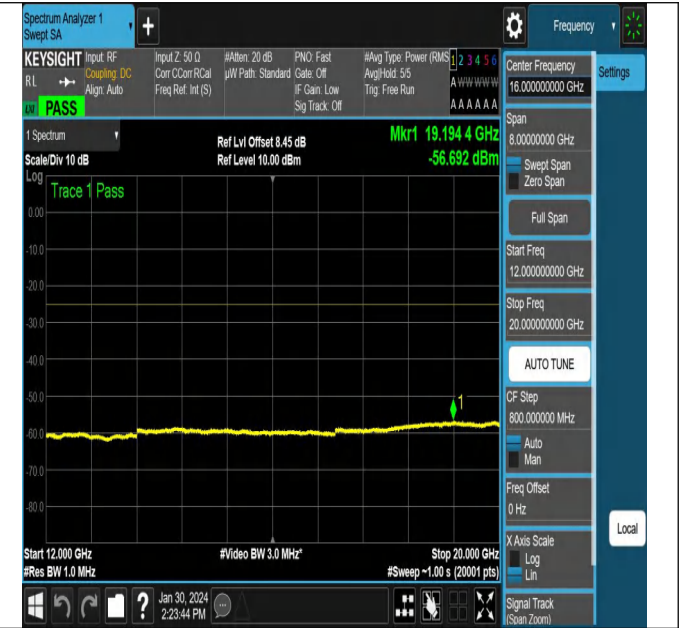 Spectrum Analyzer 1
Swept SA
+
Frequency
KEYSIGHT
RL
Input: RF
Coupling: DC
Align: Auto
Input Z: 50 Ω
Corr CCorr RCal
Freq Ref: Int (S)
#Atten: 20 dB
µW Path: Standard
PNO: Fast
Gate: Off
IF Gain: Low
Sig Track: Off
#Avg Type: Power (RMS
Avg|Hold: 5/5
Trig: Free Run
1 2 3 4 5 6
A W W W W W
A A A A A A
PASS
1 Spectrum
Scale/Div 10 dB
Log
Ref Lvl Offset 8.45 dB
Ref Level 10.00 dBm
Mkr1 19.194 4 GHz
-56.692 dBm
Trace 1 Pass
0.00
-10.0
-20.0
-30.0
-40.0
-50.0
-60.0
-70.0
-80.0
1
Start 12.000 GHz
#Res BW 1.0 MHz
#Video BW 3.0 MHz*
Stop 20.000 GHz
#Sweep ~1.00 s (20001 pts)
Jan 30, 2024
2:23:44 PM
?
Center Frequency
16.000000000 GHz
Span
8.00000000 GHz
Swept Span
Zero Span
Full Span
Start Freq
12.000000000 GHz
Stop Freq
20.000000000 GHz
AUTO TUNE
CF Step
800.000000 MHz
Auto
Man
Freq Offset
0 Hz
X Axis Scale
Log
Lin
Signal Track
(Span Zoom)
Settings
Local